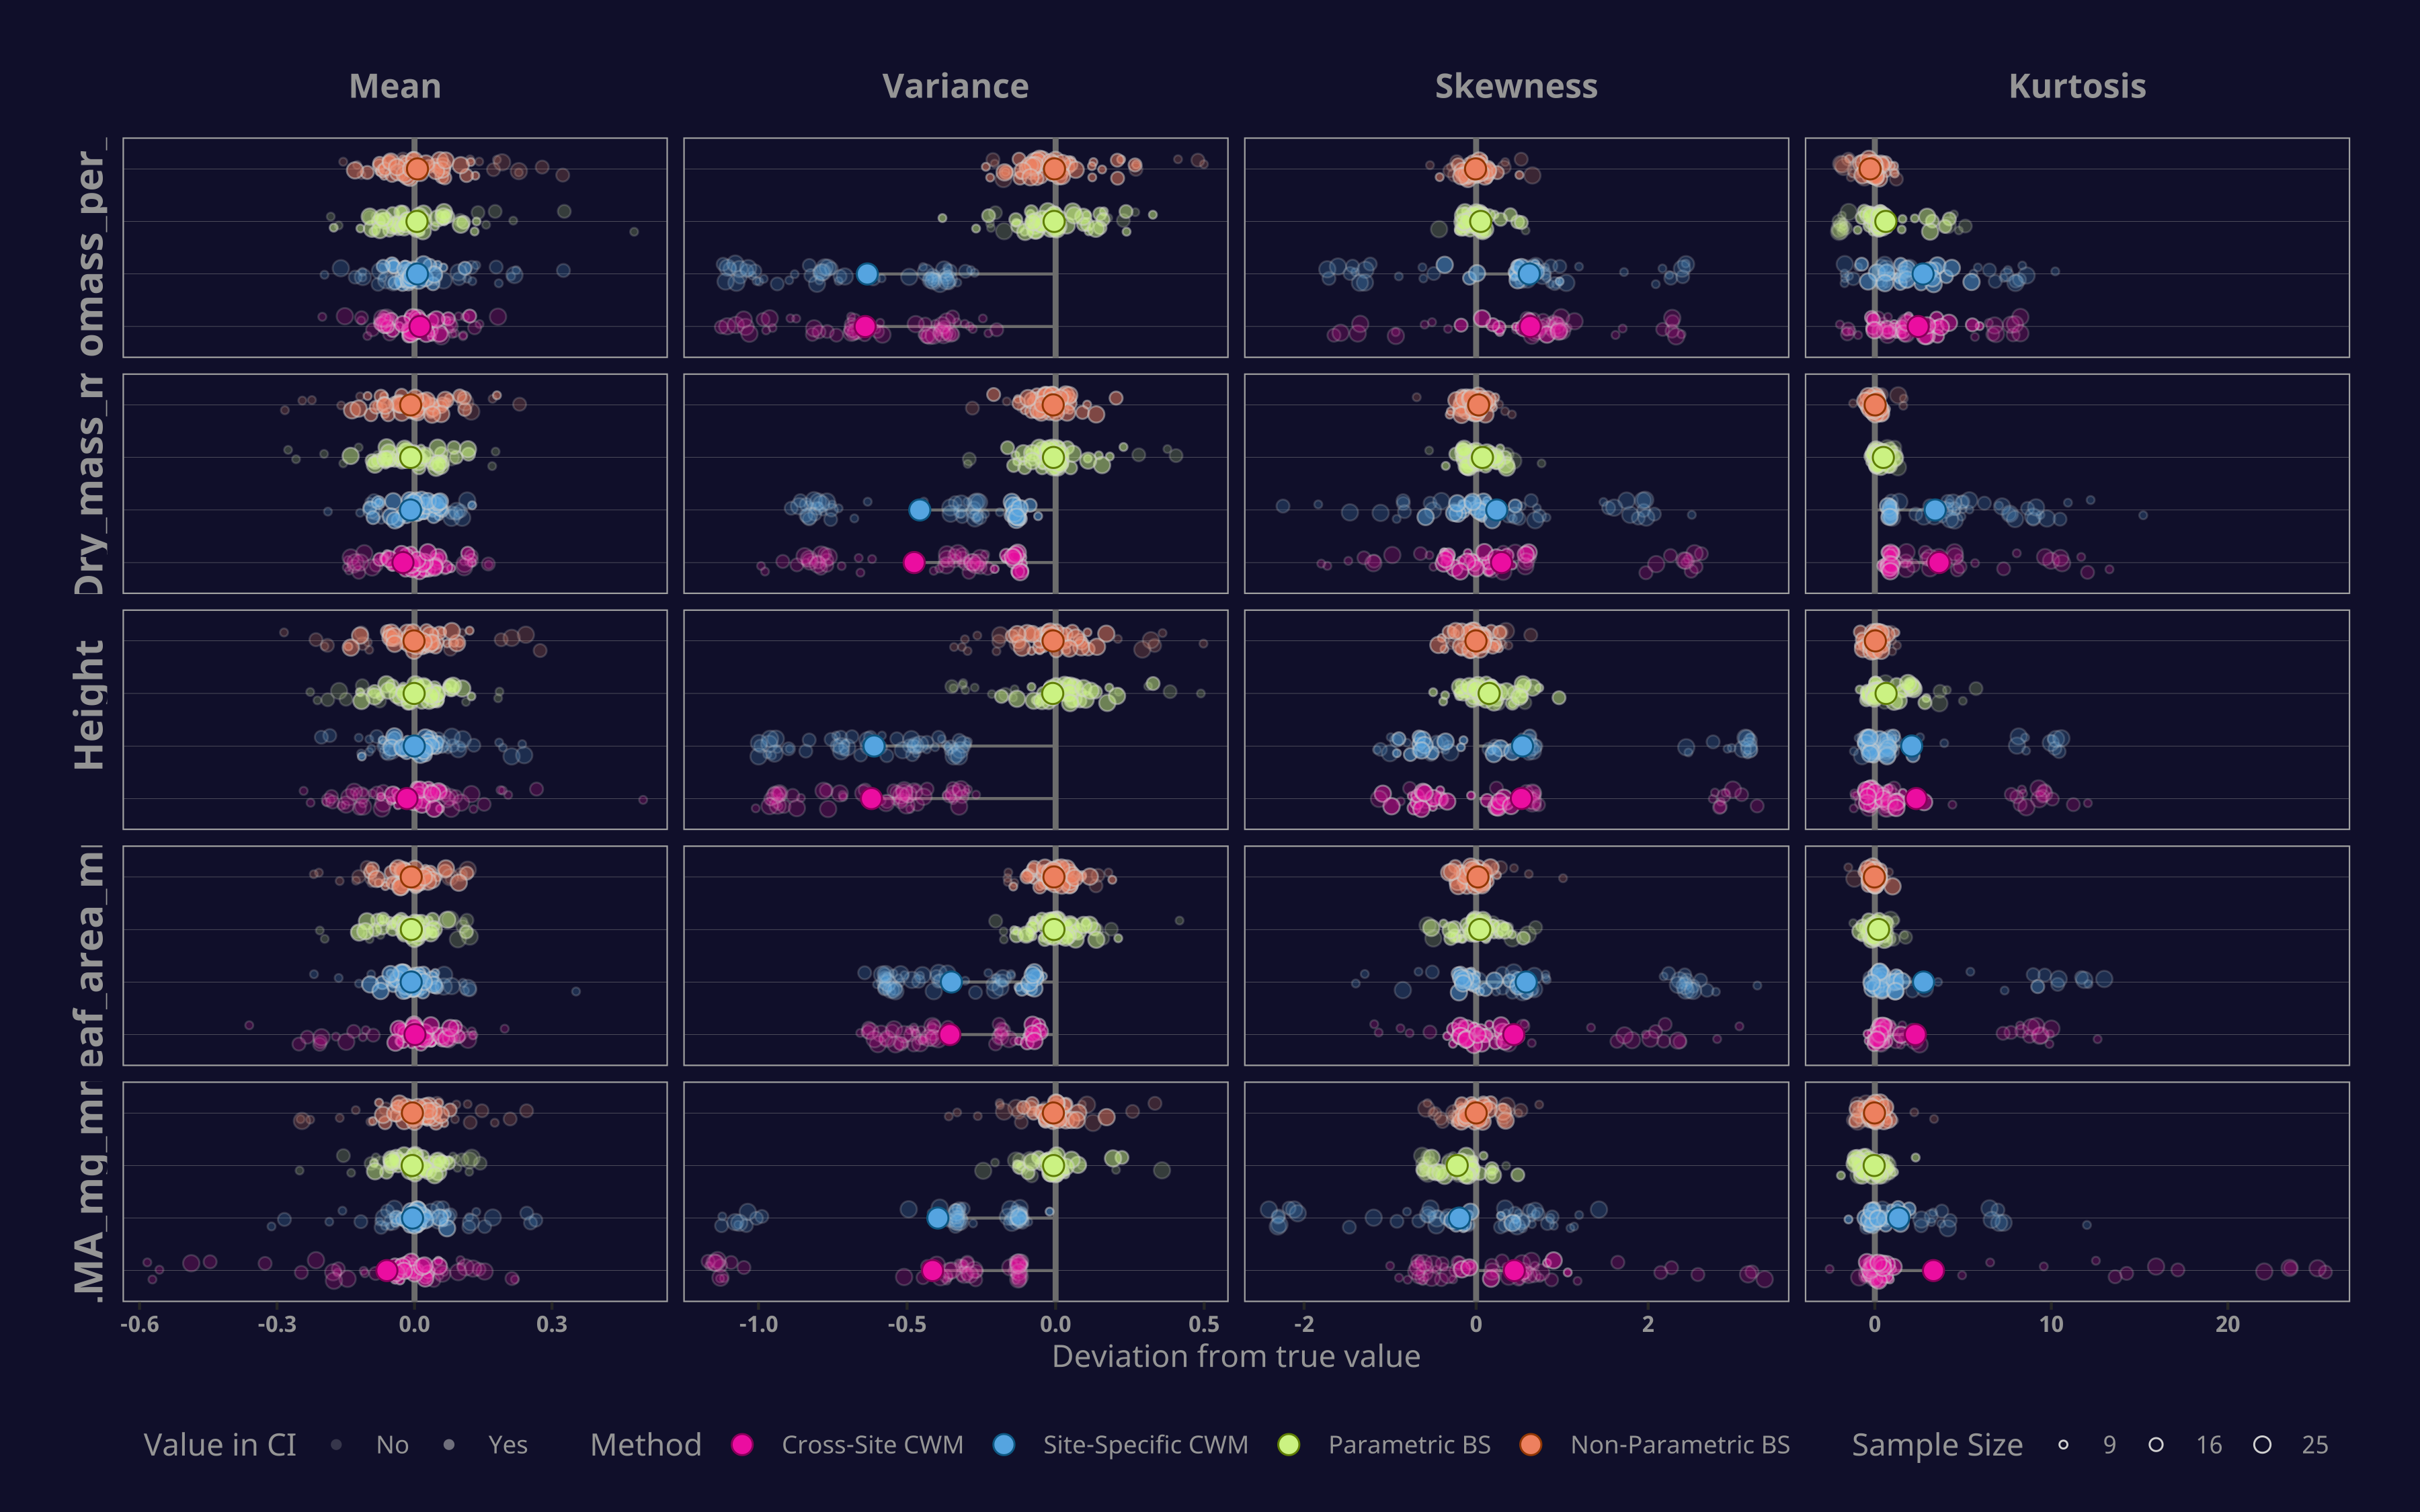 Mean Variance Skewness Kurtosis
omass_per_
Dry_mass_m
Height
eaf_area_m
.MA_mg_mm
-0.6 -0.3 0.0 0.3 -1.0 -0.5 0.0 0.5 -2 0 2 0 10 20
Deviation from true value
Value in CI No Yes Method Cross-Site CWM Site-Specific CWM Parametric BS Non-Parametric BS Sample Size 9 16 25